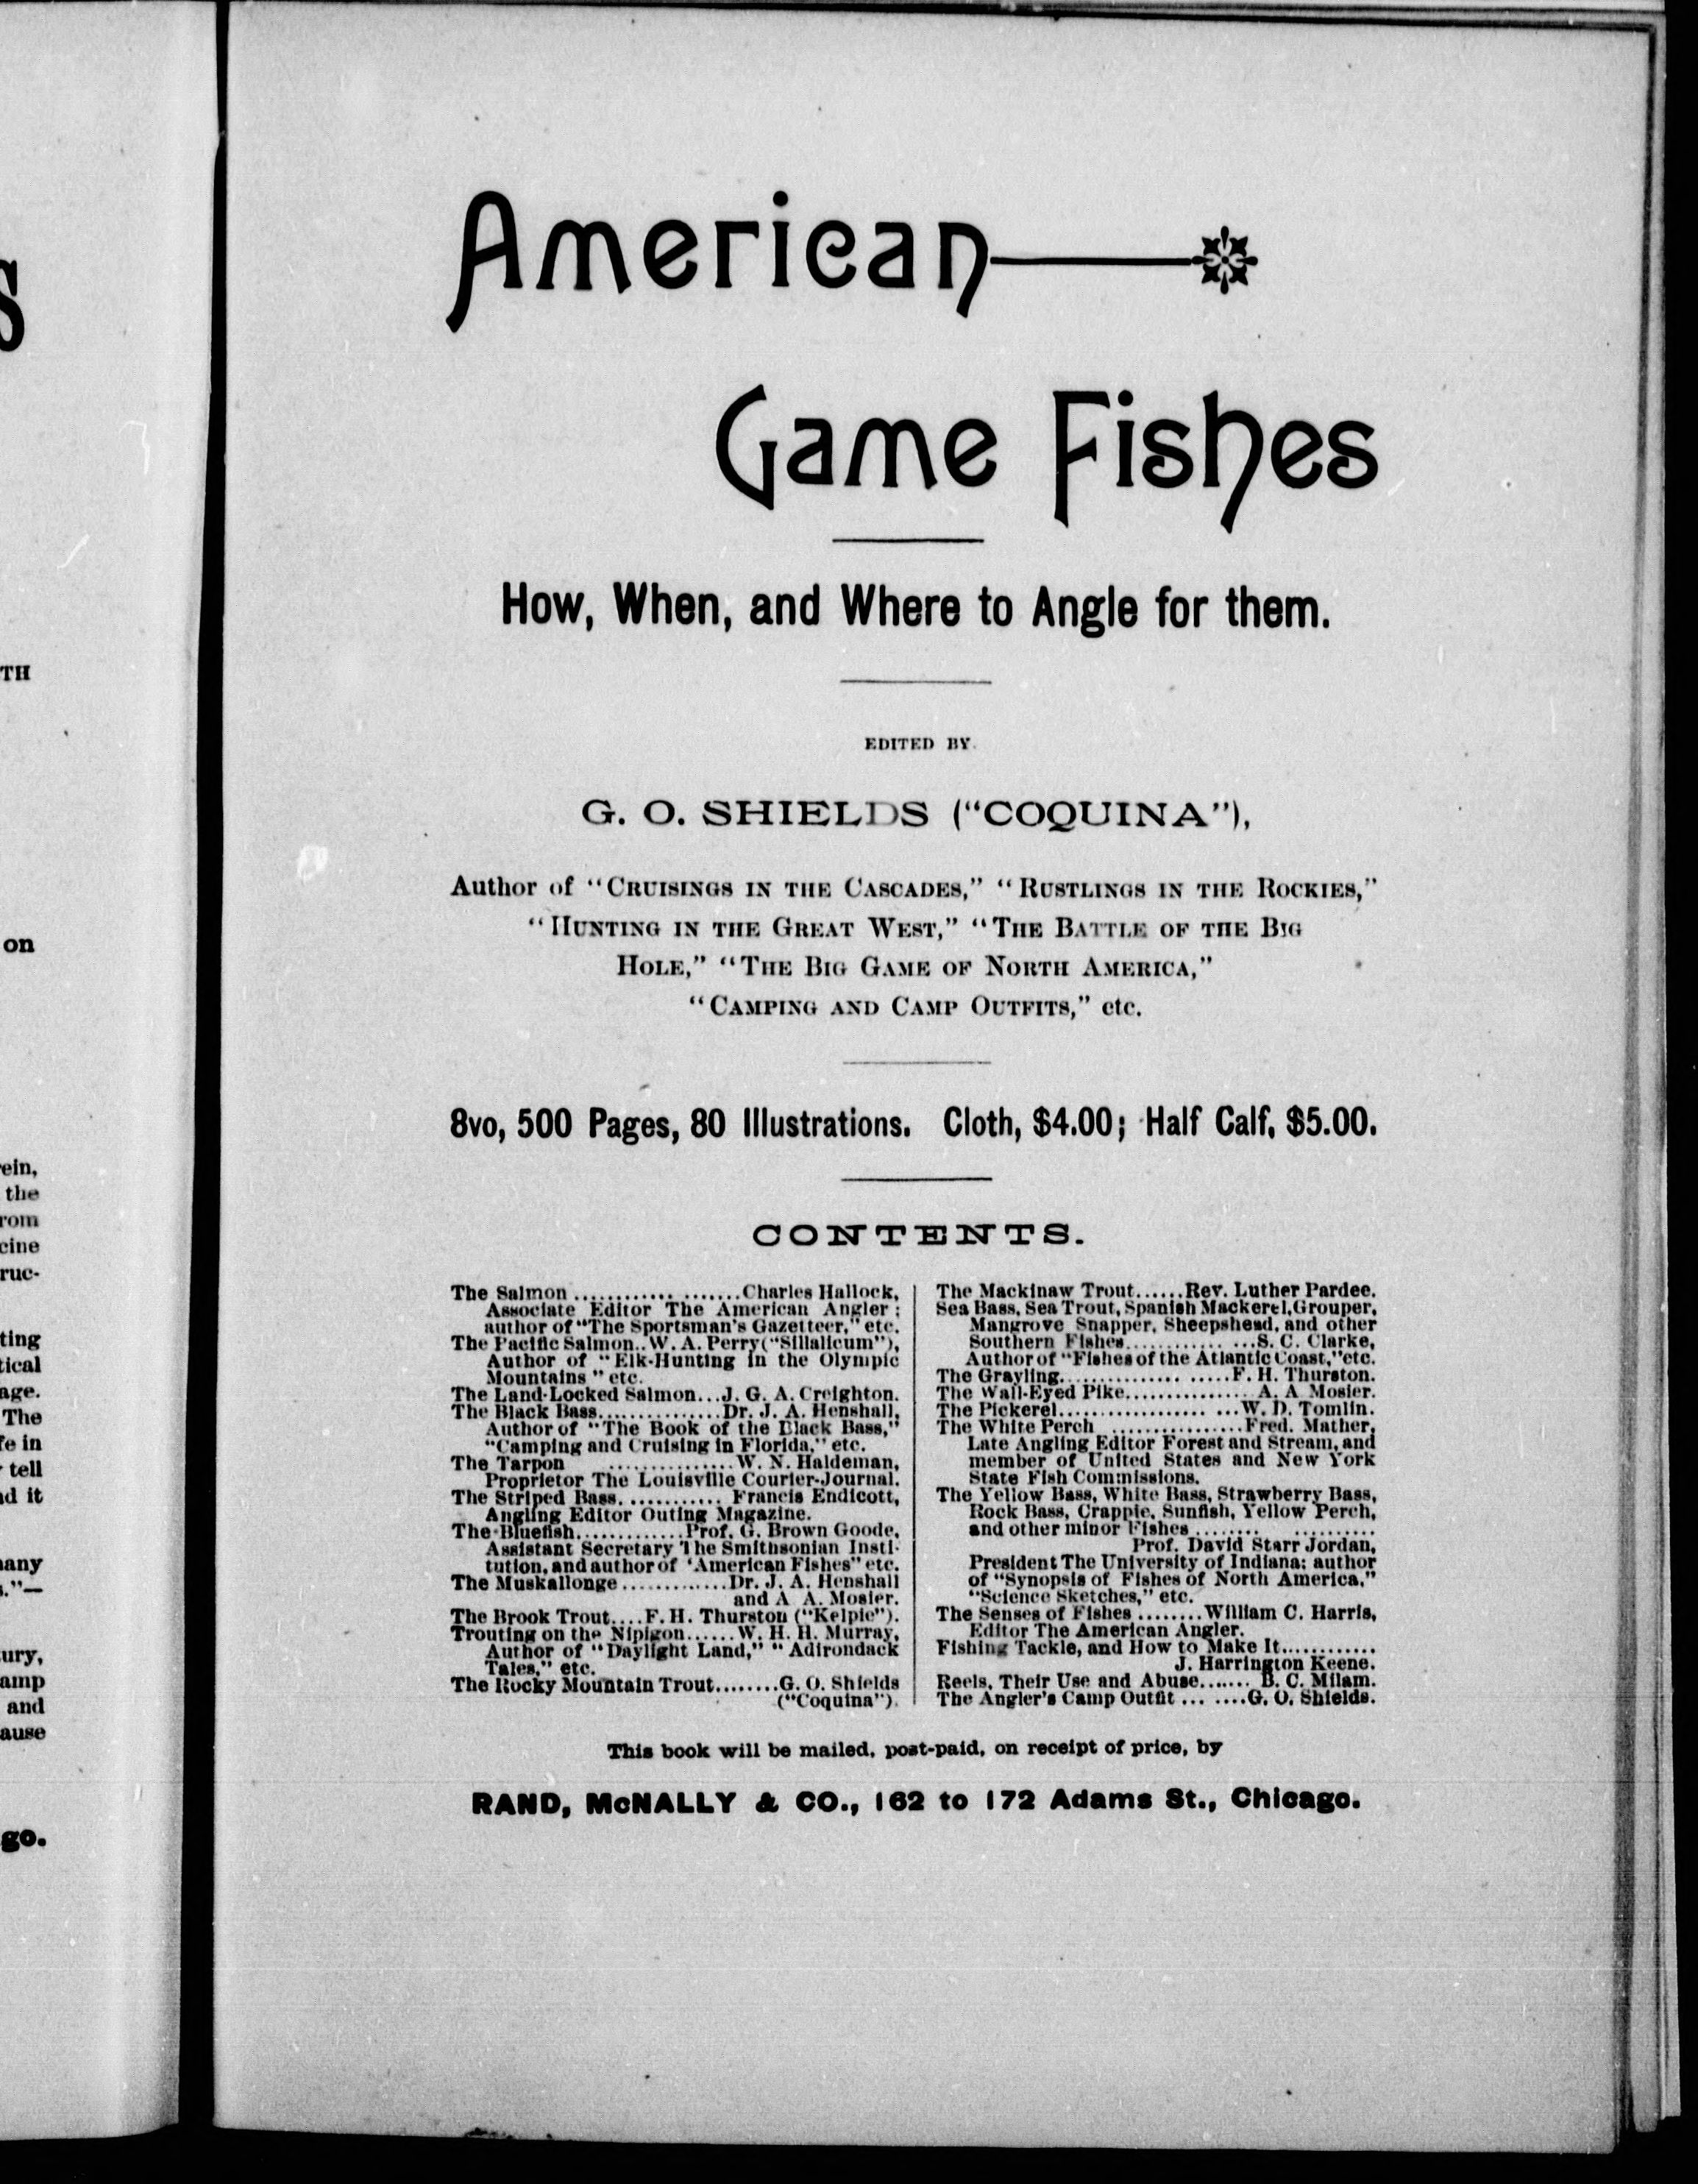 American
Game Fishes
How, When, and Where to Angle for them.
EDITED BY
G. O. SHIELDS ("COQUINA"),
Author of "CRUISINGS IN THE CASCADES," "RUSTLINGS IN THE ROCKIES,"
"HUNTING IN THE GREAT WEST," "THE BATTLE OF THE BIG
HOLE," "THE BIG GAME OF NORTH AMERICA,"
"CAMPING AND CAMP OUTFITS," etc.
8vo, 500 Pages, 80 Illustrations. Cloth, $4.00; Half Calf, $5.00.
CONTENTS.
The Salmon ............ .......Charles Hallock,
Associate Editor The American Angler;
author of "The Sportsman's Gazetteer," etc.
The Pacific Salmon..W. A. Perry("Sillalicum"),
Author of "Elk-Hunting in the Olympic
Mountains" etc.
The Land-Locked Salmon...J. G. A. Creighton.
The Black Bass...............Dr. J. A. Henshall,
Author of "The Book of the Black Bass,"
"Camping and Cruising in Florida," etc.
The Tarpon ...............W. N. Haldeman,
Proprietor The Louisville Courier-Journal.
The Striped Bass............ Francis Endicott,
Angling Editor Outing Magazine.
The Bluefish.............Prof. G. Brown Goode,
Assistant Secretary The Smithsonian Insti-
tution, and author of 'American Fishes" etc.
The Muskallonge.............Dr. J. A. Henshall
and A A. Mosier.
The Brook Trout....F. H. Thurston ("Kelpie").
Trouting on the Nipigon......W. H. H. Murray,
Author of "Daylight Land," "Adirondack
Tales," etc.
The Rocky Mountain Trout........G. O. Shields
("Coquina").
The Mackinaw Trout......Rev. Luther Pardee.
Sea Bass, Sea Trout, Spanish Mackerel, Grouper,
Mangrove Snapper, Sheepshead, and other
Southern Fishes............ ...S. C. Clarke,
Author of "Fishes of the Atlantic Coast,"etc.
The Grayling............... .....F. H. Thurston.
The Wall-Eyed Pike................A. A Mosier.
The Pickerel.................. ...W. D. Tomlin.
The White Perch ................Fred. Mather,
Late Angling Editor Forest and Stream, and
member of United States and New York
State Fish Commissions.
The Yellow Bass, White Bass, Strawberry Bass,
Rock Bass, Crappie, Sunfish, Yellow Perch,
and other minor Fishes ........ ..........
Prof. David Starr Jordan,
President The University of Indiana; author
of "Synopsis of Fishes of North America,"
"Science Sketches," etc.
The Senses of Fishes ........William C. Harris,
Editor The American Angler.
Fishing Tackle, and How to Make It............
J. Harrington Keene.
Reels, Their Use and Abuse....... B. C. Milam.
The Angler's Camp Outfit ... ....G. O. Shields.
This book will be mailed, post-paid, on receipt of price, by
RAND, McNALLY & CO., 162 to 172 Adams St., Chicago.